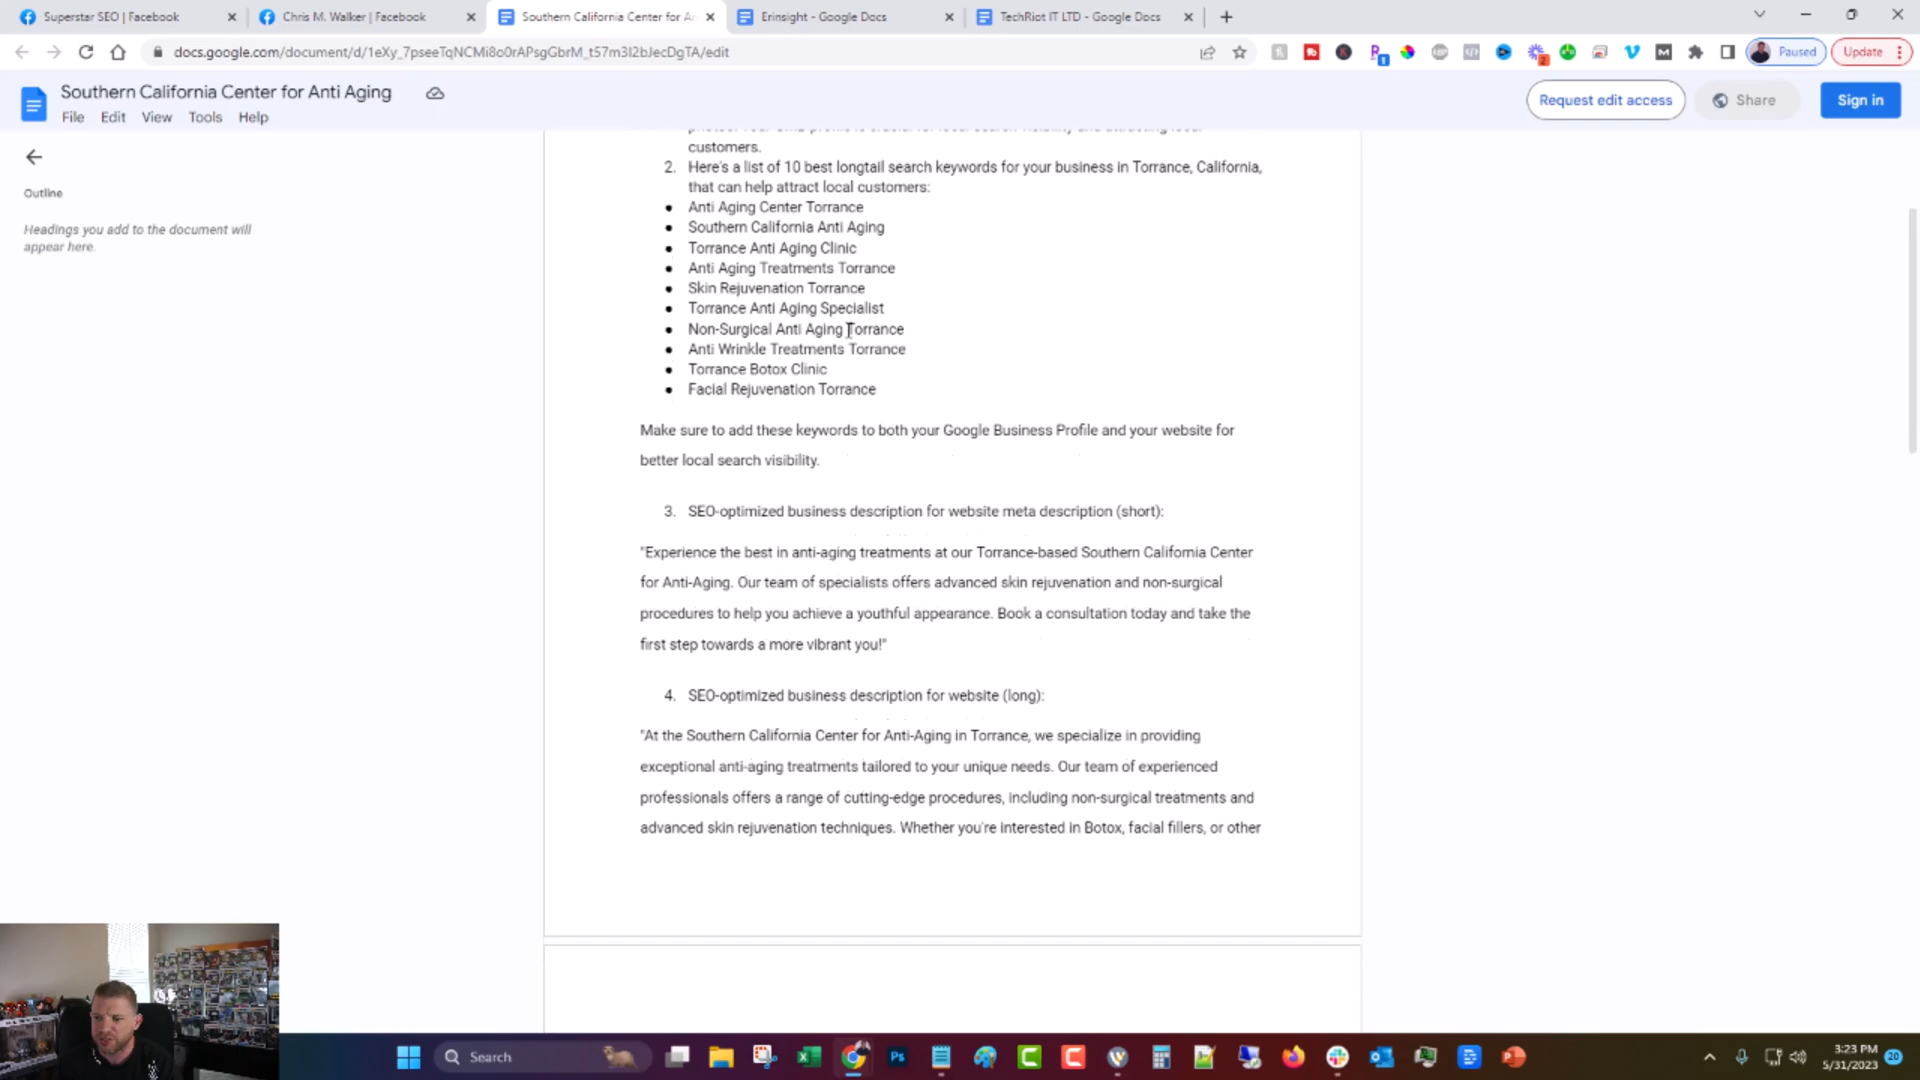 Superstar SEO | Facebook
Chris M. Walker | Facebook
Southern California Center for An
Erinsight - Google Docs
TechRiot IT LTD - Google Docs
docs.google.com/document/d/1eXy_7pseeTqNCMi8o0rAPsgGbrM_t57m3I2bJecDgTA/edit
Paused
Update
Southern California Center for Anti Aging
Request edit access
Share
Sign in
File Edit View Tools Help
Outline
Headings you add to the document will
appear here.
customers.
2. Here's a list of 10 best longtail search keywords for your business in Torrance, California,
that can help attract local customers:
● Anti Aging Center Torrance
● Southern California Anti Aging
● Torrance Anti Aging Clinic
● Anti Aging Treatments Torrance
● Skin Rejuvenation Torrance
● Torrance Anti Aging Specialist
● Non-Surgical Anti Aging Torrance
● Anti Wrinkle Treatments Torrance
● Torrance Botox Clinic
● Facial Rejuvenation Torrance
Make sure to add these keywords to both your Google Business Profile and your website for
better local search visibility.
3. SEO-optimized business description for website meta description (short):
"Experience the best in anti-aging treatments at our Torrance-based Southern California Center
for Anti-Aging. Our team of specialists offers advanced skin rejuvenation and non-surgical
procedures to help you achieve a youthful appearance. Book a consultation today and take the
first step towards a more vibrant you!"
4. SEO-optimized business description for website (long):
"At the Southern California Center for Anti-Aging in Torrance, we specialize in providing
exceptional anti-aging treatments tailored to your unique needs. Our team of experienced
professionals offers a range of cutting-edge procedures, including non-surgical treatments and
advanced skin rejuvenation techniques. Whether you're interested in Botox, facial fillers, or other
Search
3:23 PM
5/31/2023
20